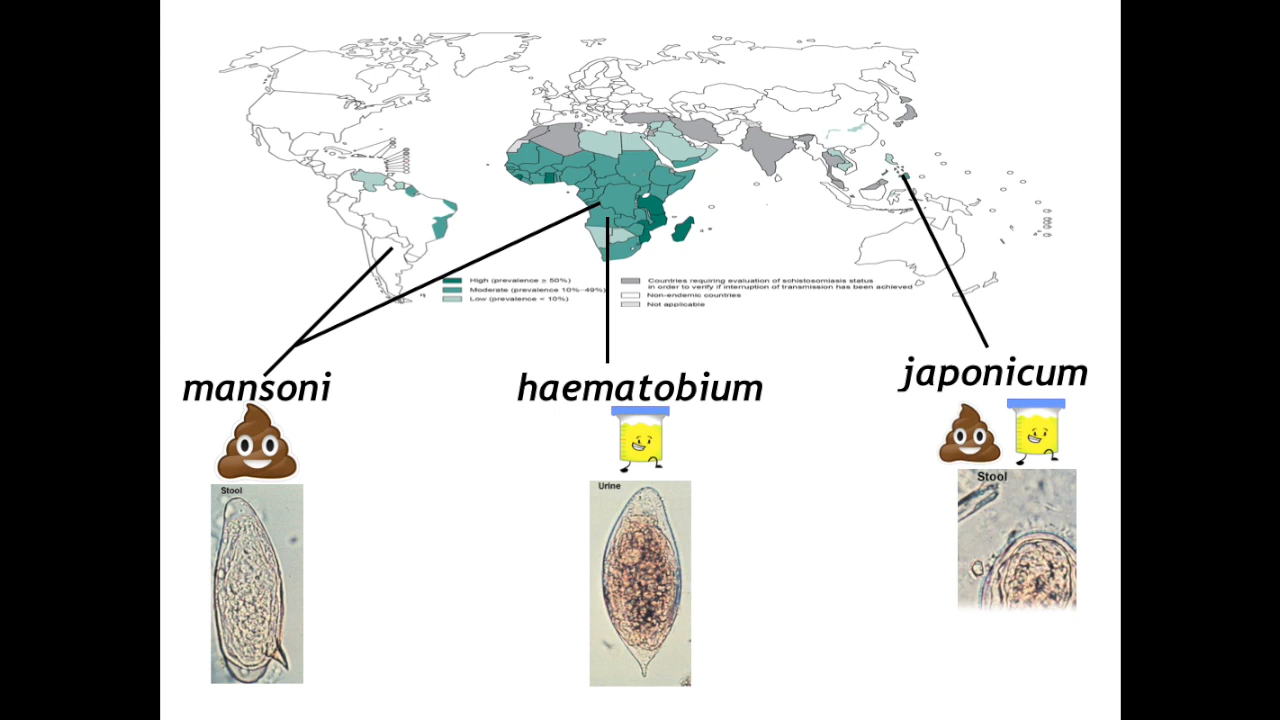 High (prevalence ≥ 50%)
Moderate (prevalence 10%–49%)
Low (prevalence < 10%)
Countries requiring evaluation of schistosomiasis status
in order to verify if interruption of transmission has been achieved
Non-endemic countries
Not applicable
mansoni
haematobium
japonicum
Stool
Urine
Stool